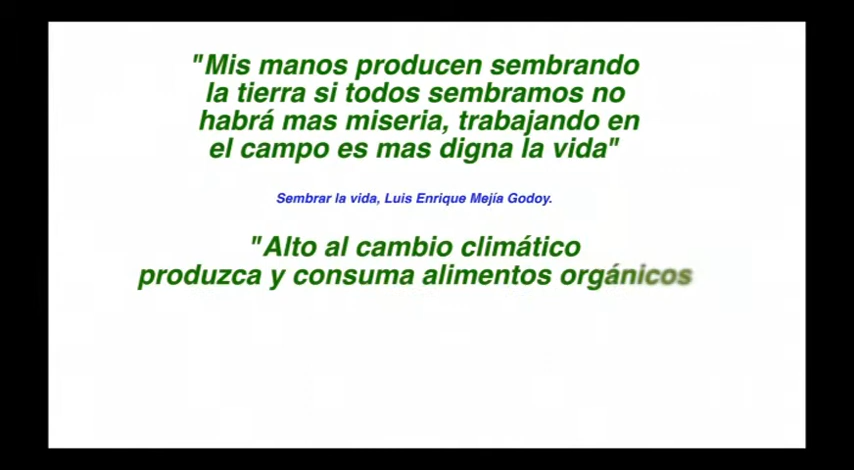 "Mis manos producen sembrando
la tierra si todos sembramos no
habrá mas miseria, trabajando en
el campo es mas digna la vida"
Sembrar la vida, Luis Enrique Mejía Godoy.
"Alto al cambio climático
produzca y consuma alimentos orgánicos